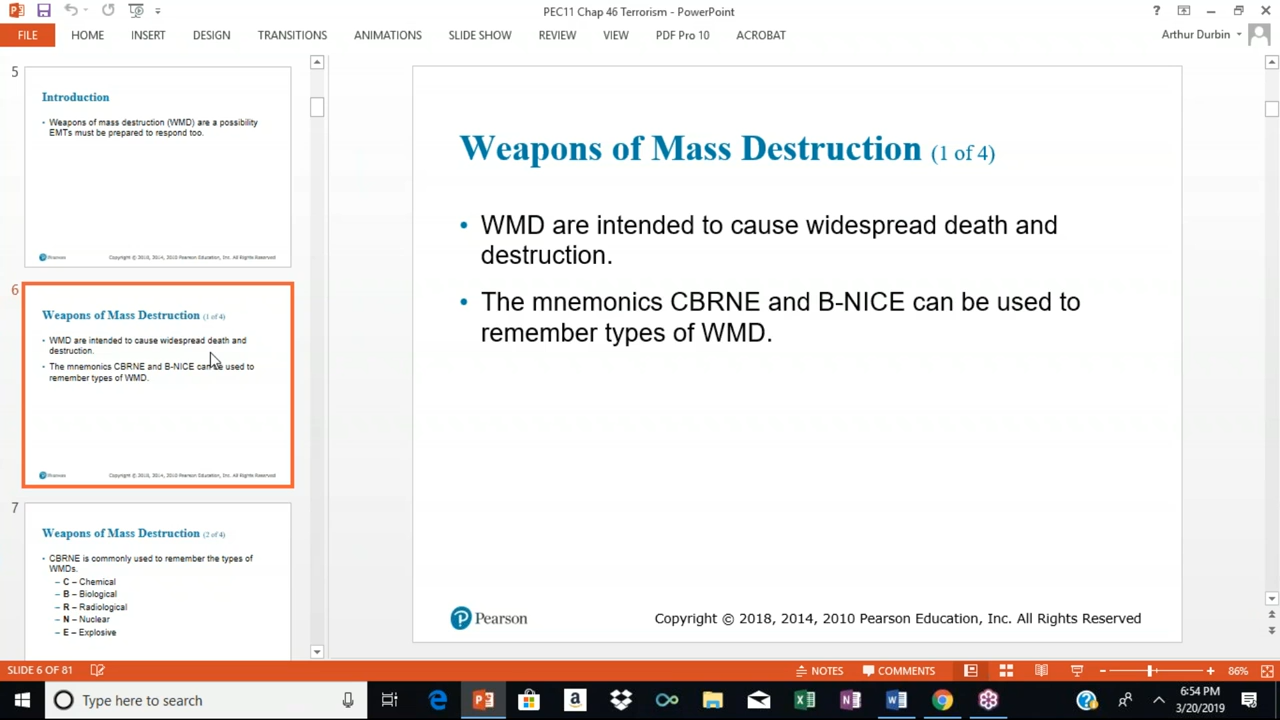 PEC11 Chap 46 Terrorism - PowerPoint
?
FILE HOME INSERT DESIGN TRANSITIONS ANIMATIONS SLIDE SHOW REVIEW VIEW PDF Pro 10 ACROBAT
Arthur Durbin
5
Introduction
• Weapons of mass destruction (WMD) are a possibility
EMTs must be prepared to respond too.
Pearson
Copyright © 2018, 2014, 2010 Pearson Education, Inc. All Rights Reserved
6
Weapons of Mass Destruction (1 of 4)
• WMD are intended to cause widespread death and
destruction.
• The mnemonics CBRNE and B-NICE can be used to
remember types of WMD.
Pearson
Copyright © 2018, 2014, 2010 Pearson Education, Inc. All Rights Reserved
7
Weapons of Mass Destruction (2 of 4)
• CBRNE is commonly used to remember the types of
WMDs.
– C – Chemical
– B – Biological
– R – Radiological
– N – Nuclear
– E – Explosive
Weapons of Mass Destruction (1 of 4)
• WMD are intended to cause widespread death and
destruction.
• The mnemonics CBRNE and B-NICE can be used to
remember types of WMD.
Pearson
Copyright © 2018, 2014, 2010 Pearson Education, Inc. All Rights Reserved
SLIDE 6 OF 81
NOTES COMMENTS
86%
Type here to search
6:54 PM
3/20/2019